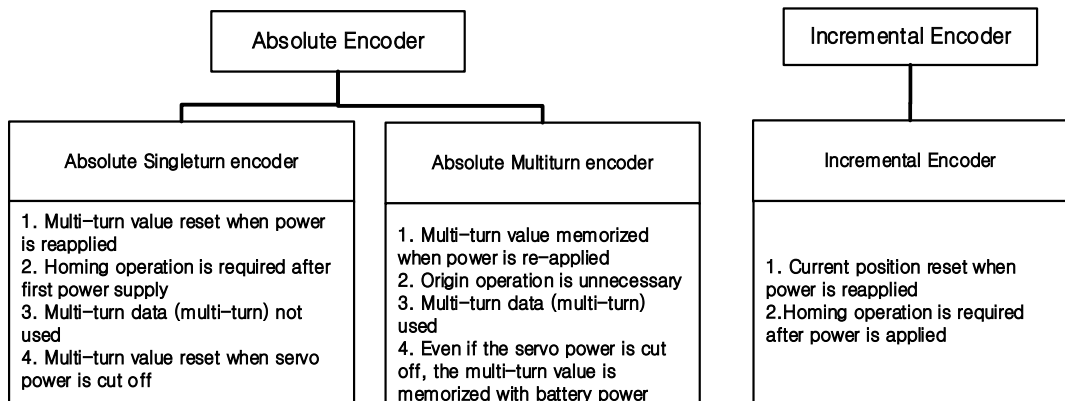 Absolute Encoder
Incremental Encoder
Absolute Singleturn encoder
1. Multi-turn value reset when power
is reapplied
2. Homing operation is required after
first power supply
3. Multi-turn data (multi-turn) not
used
4. Multi-turn value reset when servo
power is cut off
Absolute Multiturn encoder
1. Multi-turn value memorized
when power is re-applied
2. Origin operation is unnecessary
3. Multi-turn data (multi-turn)
used
4. Even if the servo power is cut
off, the multi-turn value is
memorized with battery power
Incremental Encoder
1. Current position reset when
power is reapplied
2.Homing operation is required
after power is applied